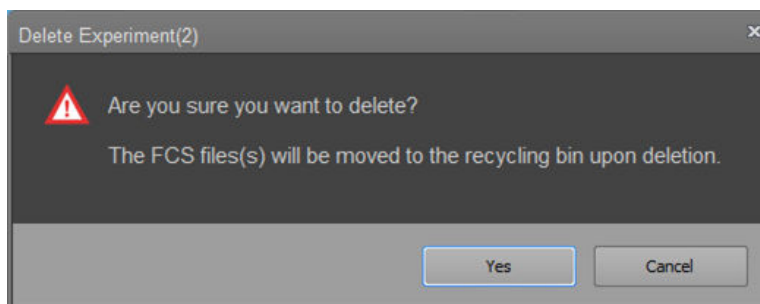 Delete Experiment(2)
Are you sure you want to delete?
The FCS files(s) will be moved to the recycling bin upon deletion.
Yes
Cancel